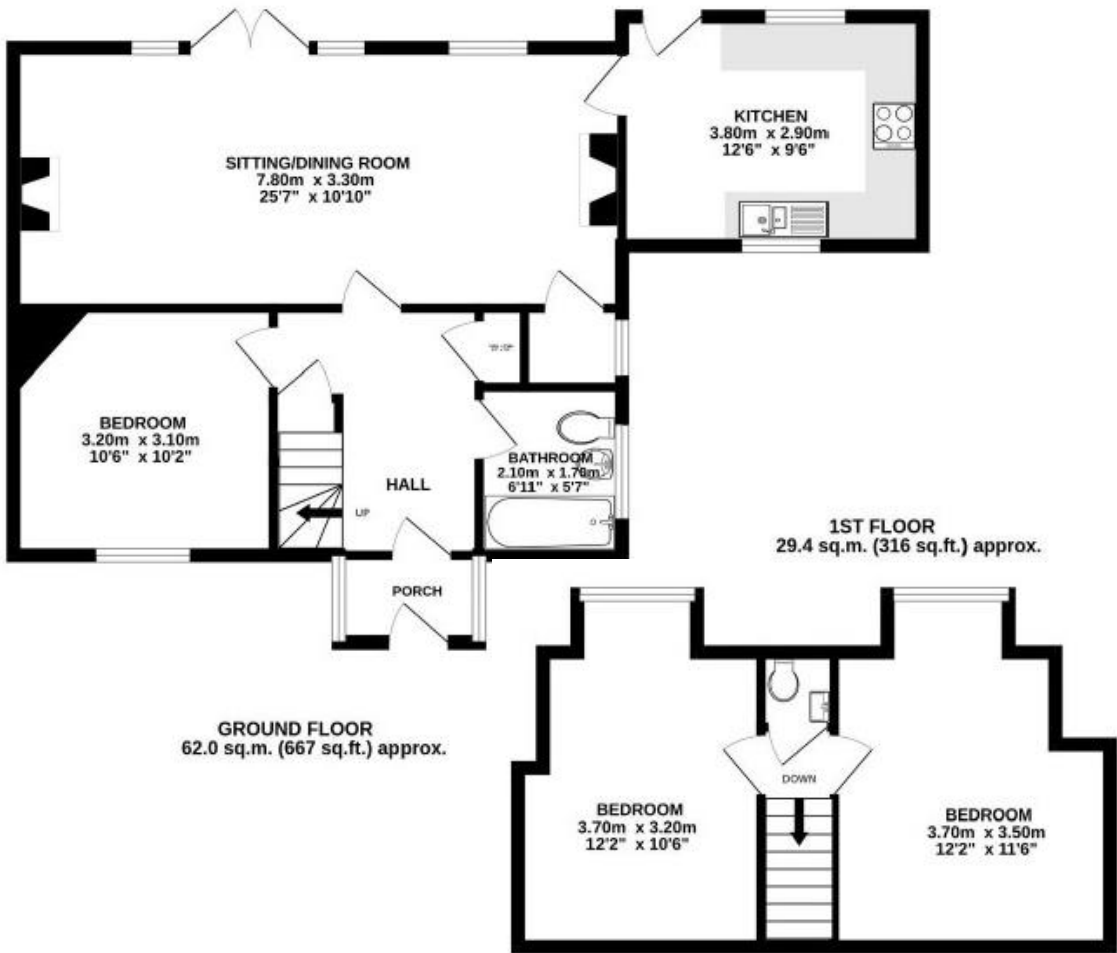 KITCHEN
3.80m x 2.90m
12'6" x 9'6"
SITTING/DINING ROOM
7.80m x 3.30m
25'7" x 10'10"
BEDROOM
3.20m x 3.10m
10'6" x 10'2"
HALL
UP
BATHROOM
2.10m x 1.70m
6'11" x 5'7"
PORCH
GROUND FLOOR
62.0 sq.m. (667 sq.ft.) approx.
1ST FLOOR
29.4 sq.m. (316 sq.ft.) approx.
DOWN
BEDROOM
3.70m x 3.20m
12'2" x 10'6"
BEDROOM
3.70m x 3.50m
12'2" x 11'6"